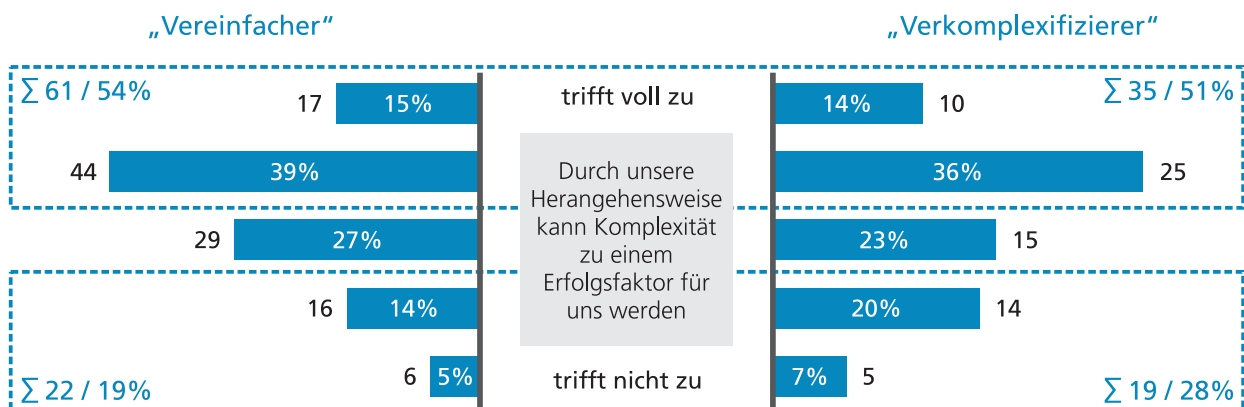 „Vereinfacher“ „Verkomplexifizierer“
∑ 61 / 54% 17 15% trifft voll zu 14% 10 ∑ 35 / 51%
44 39% 36% 25
Durch unsere
Herangehensweise
kann Komplexität
zu einem
Erfolgsfaktor für
uns werden
29 27% 23% 15
16 14% 20% 14
6 5% trifft nicht zu 7% 5
∑ 22 / 19% ∑ 19 / 28%